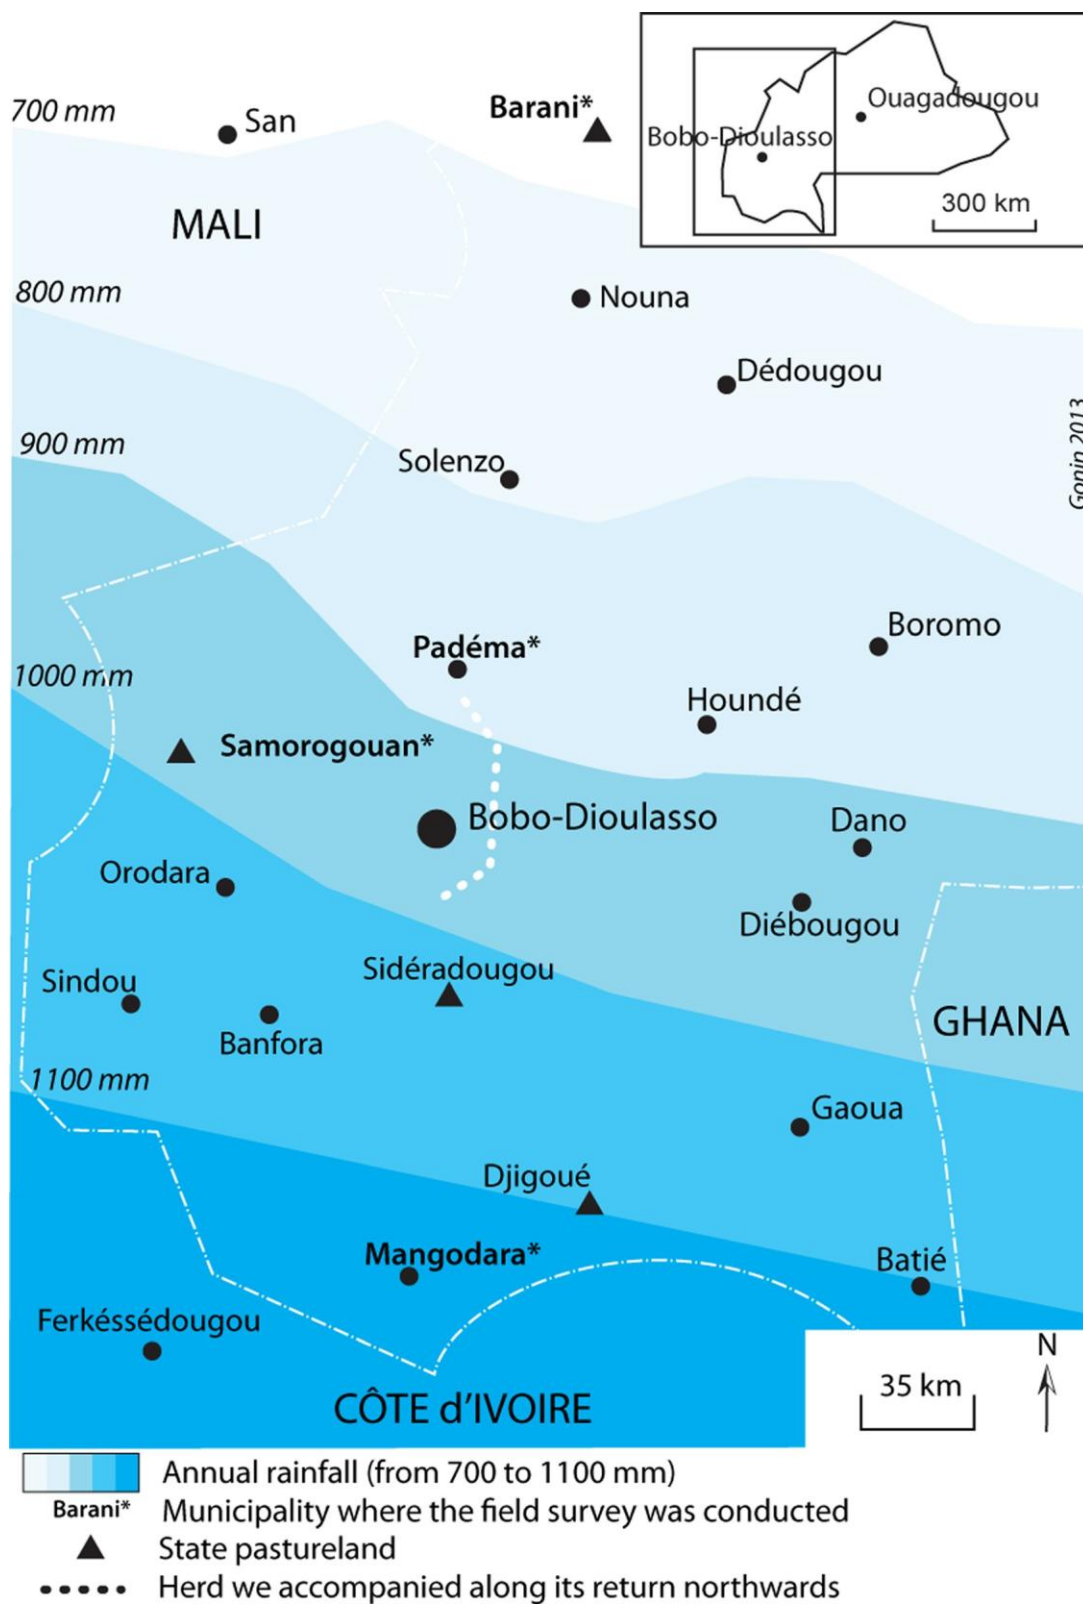 700 mm
San
Barani*
Ouagadougou
Bobo-Dioulasso
300 km
MALI
800 mm
Nouna
Dédougou
Gonin 2013
900 mm
Solenzo
Boromo
Padéma*
1000 mm
Houndé
Samorogouan*
Bobo-Dioulasso
Dano
Orodara
Diébougou
Sidéradougou
Sindou
GHANA
Banfora
1100 mm
Gaoua
Djigoué
Mangodara*
Batié
Ferkéssédougou
N
35 km
CÔTE d'IVOIRE
Annual rainfall (from 700 to 1100 mm)
Barani* Municipality where the field survey was conducted
State pastureland
Herd we accompanied along its return northwards